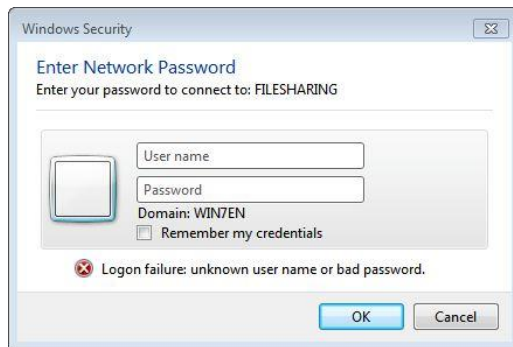 Windows Security
Enter Network Password
Enter your password to connect to: FILESHARING
User name
Password
Domain: WIN7EN
Remember my credentials
Logon failure: unknown user name or bad password.
OK Cancel